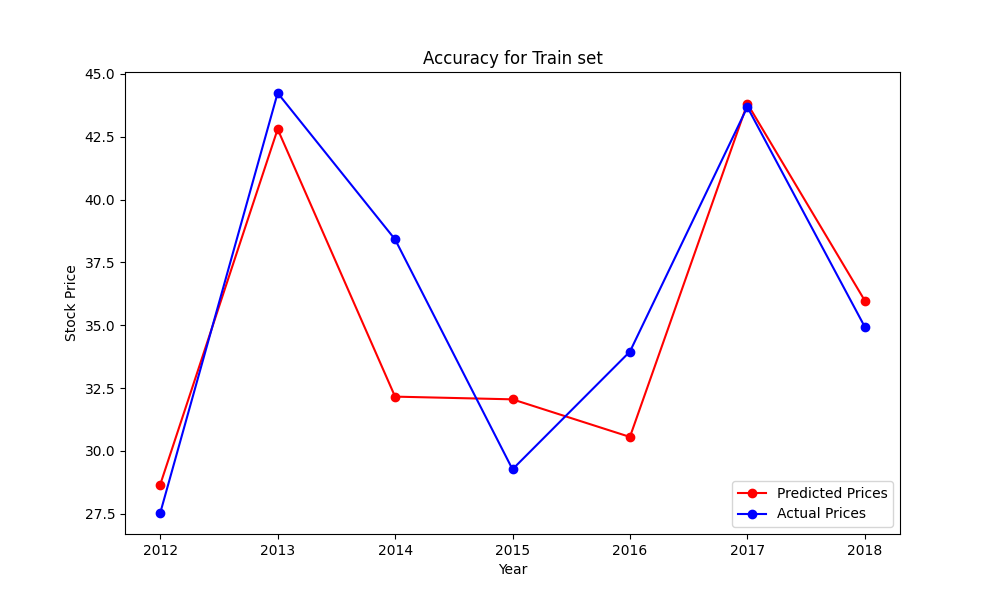 Accuracy for Train set
45.0
42.5
40.0
37.5
35.0
32.5
30.0
27.5
Stock Price
2012 2013 2014 2015 2016 2017 2018
Year
Predicted Prices
Actual Prices